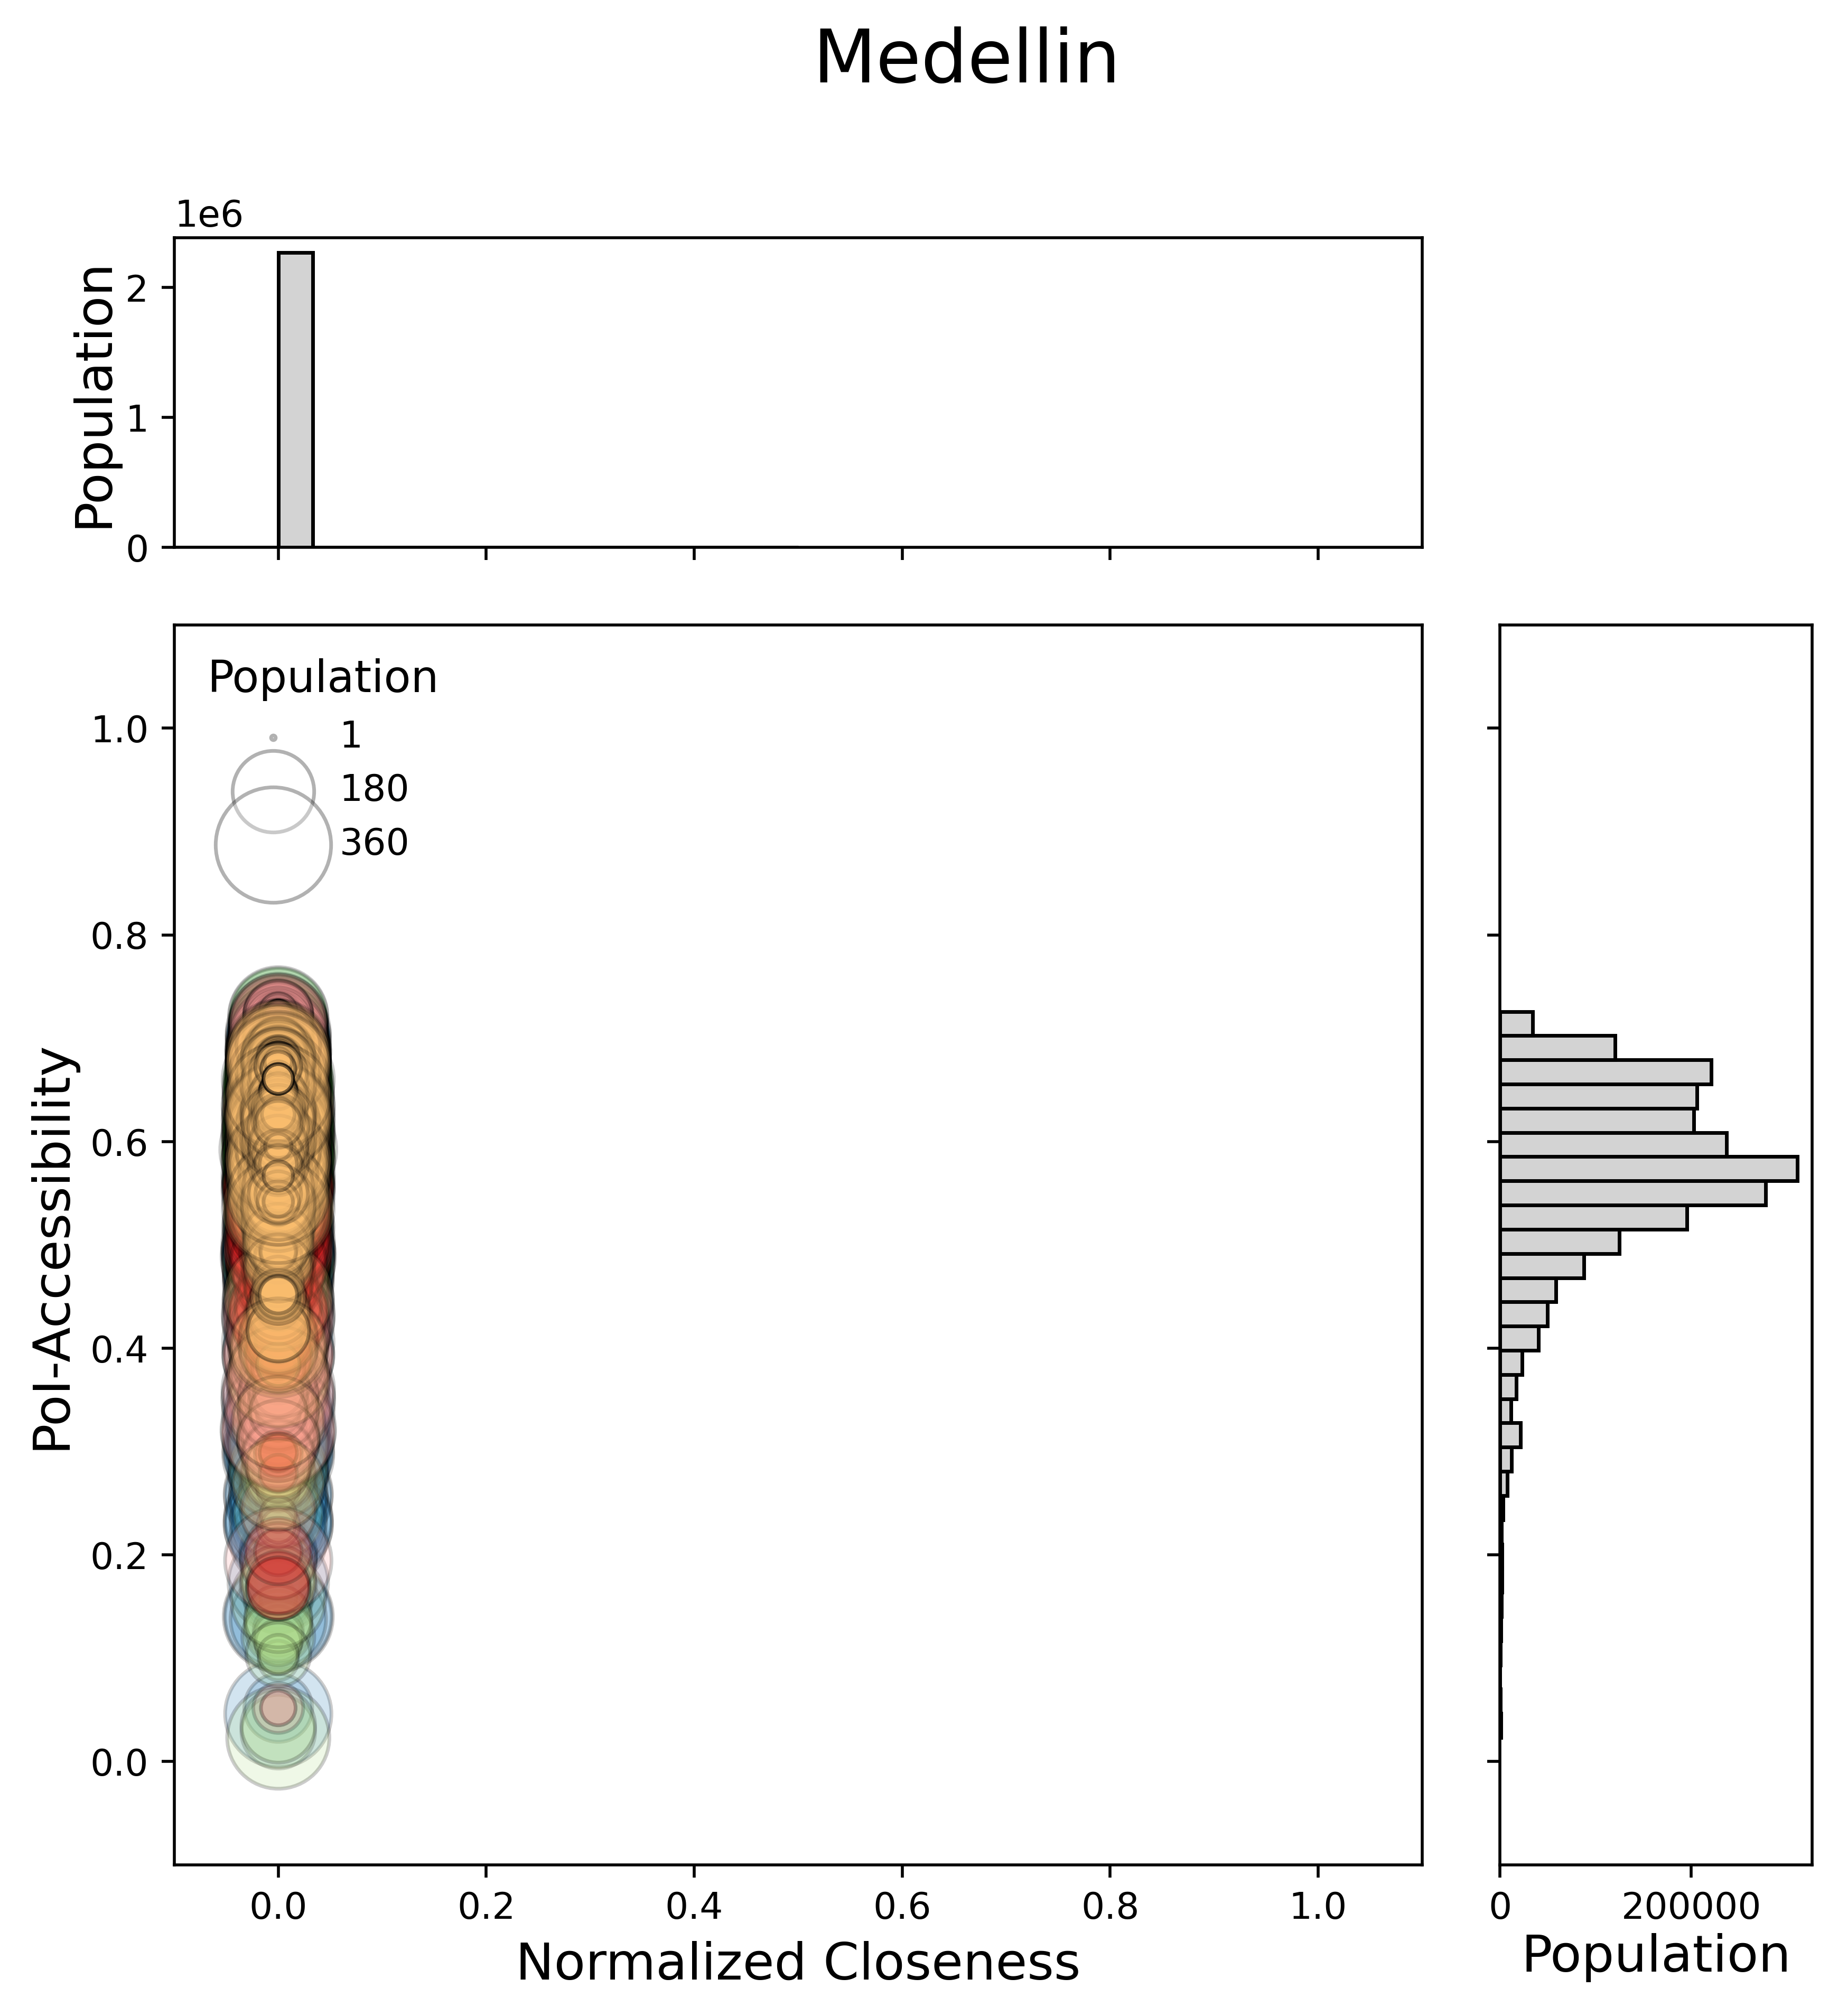 Medellin
1e6
Population
2
1
0
Population
1
180
360
Pol-Accessibility
1.0
0.8
0.6
0.4
0.2
0.0
0.0 0.2 0.4 0.6 0.8 1.0
Normalized Closeness
0 200000
Population